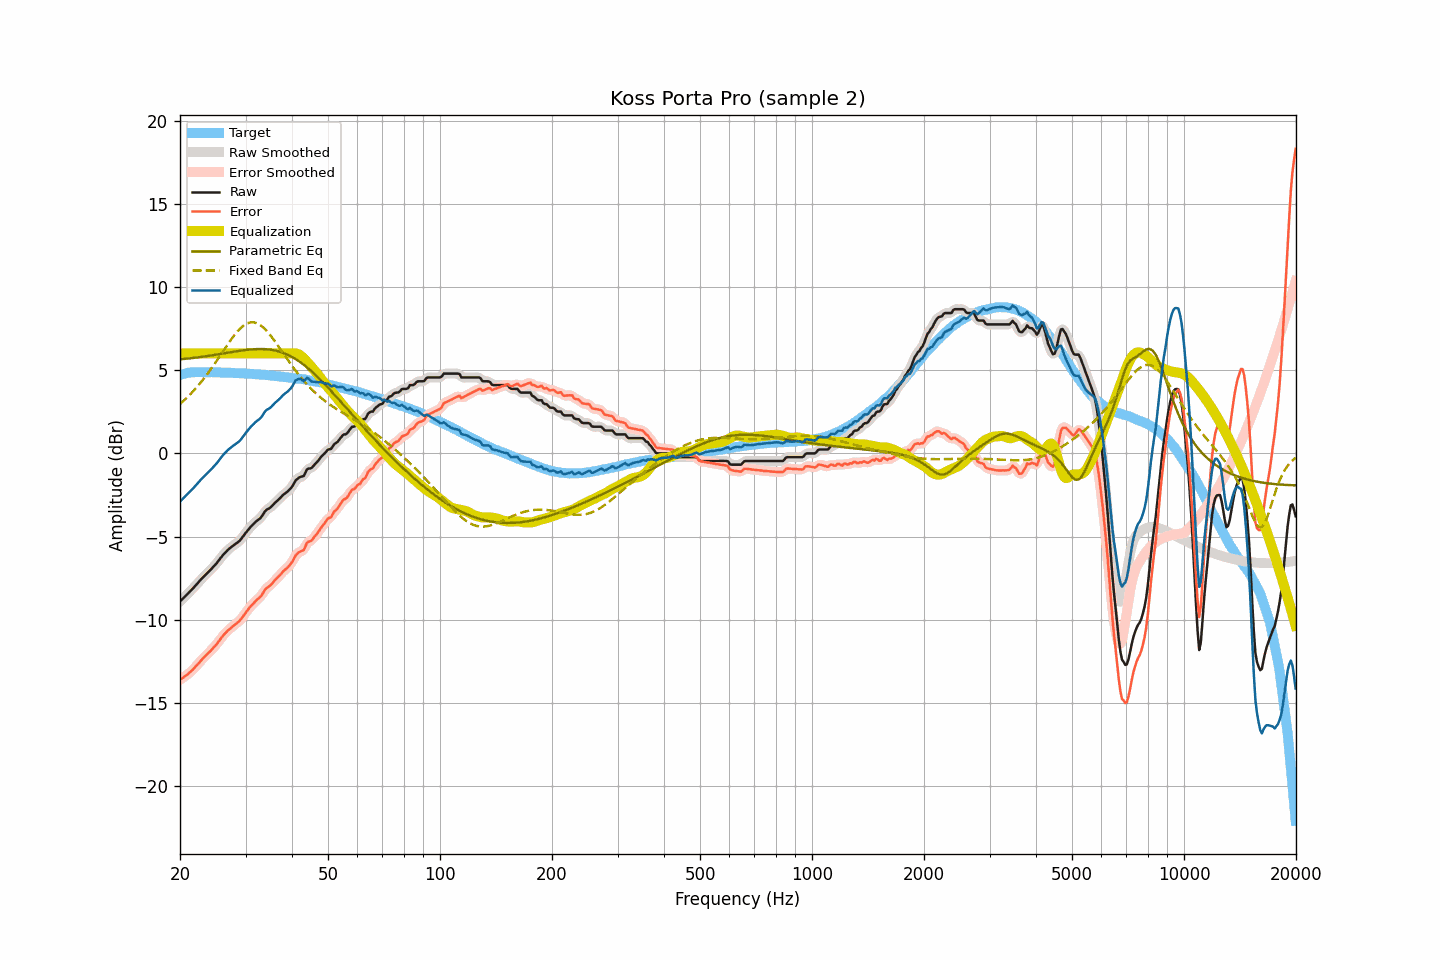 Koss Porta Pro (sample 2)
Target
Raw Smoothed
Error Smoothed
Raw
Error
Equalization
Parametric Eq
Fixed Band Eq
Equalized
20
15
10
5
0
−5
−10
−15
−20
Amplitude (dBr)
20 50 100 200 500 1000 2000 5000 10000 20000
Frequency (Hz)